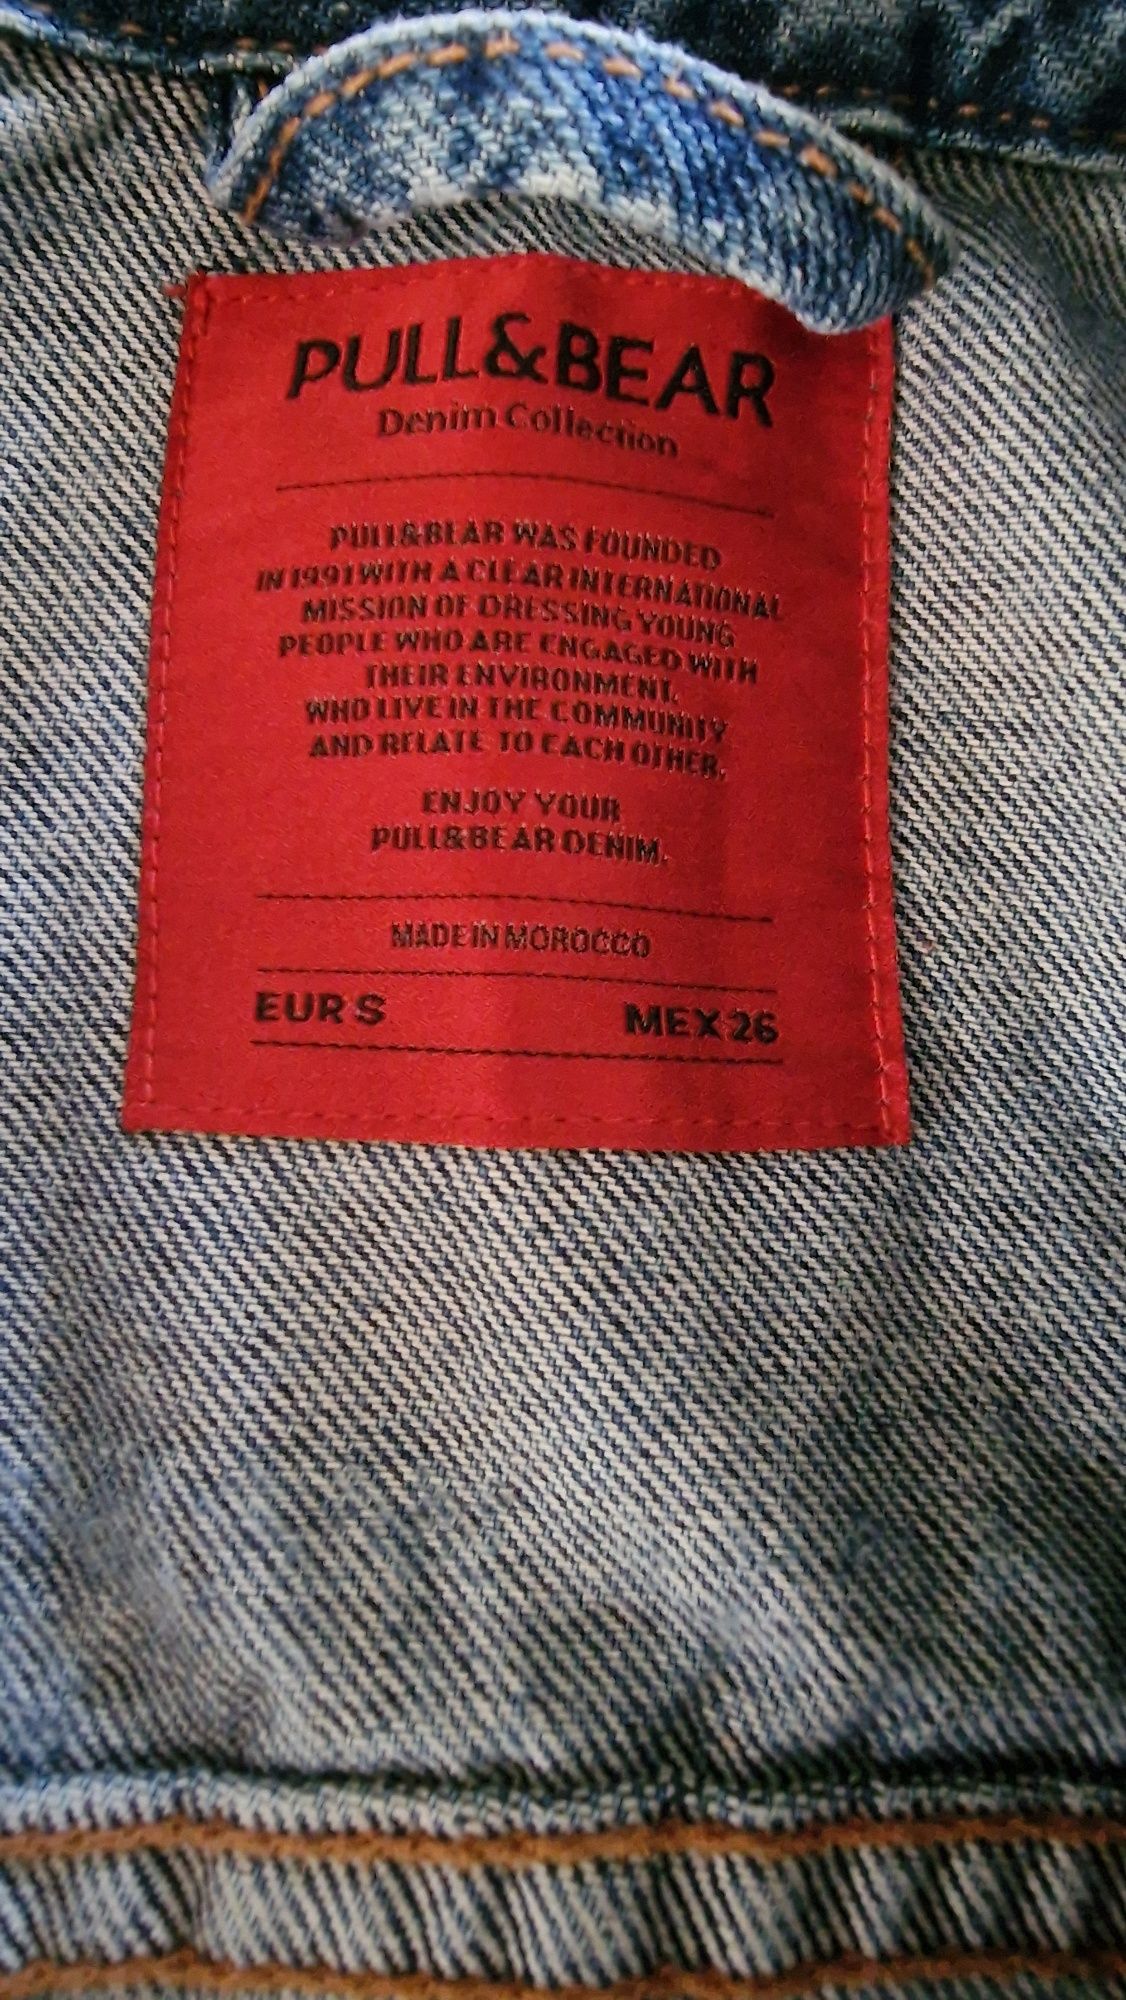 PULL&BEAR
Denim Collection
PULL&BEAR WAS FOUNDED
IN 1991 WITH A CLEAR INTERNATIONAL
MISSION OF DRESSING YOUNG
PEOPLE WHO ARE ENGAGED WITH
THEIR ENVIRONMENT,
WHO LIVE IN THE COMMUNITY
AND RELATE TO EACH OTHER.
ENJOY YOUR
PULL&BEAR DENIM.
MADE IN MOROCCO
EUR S MEX 26